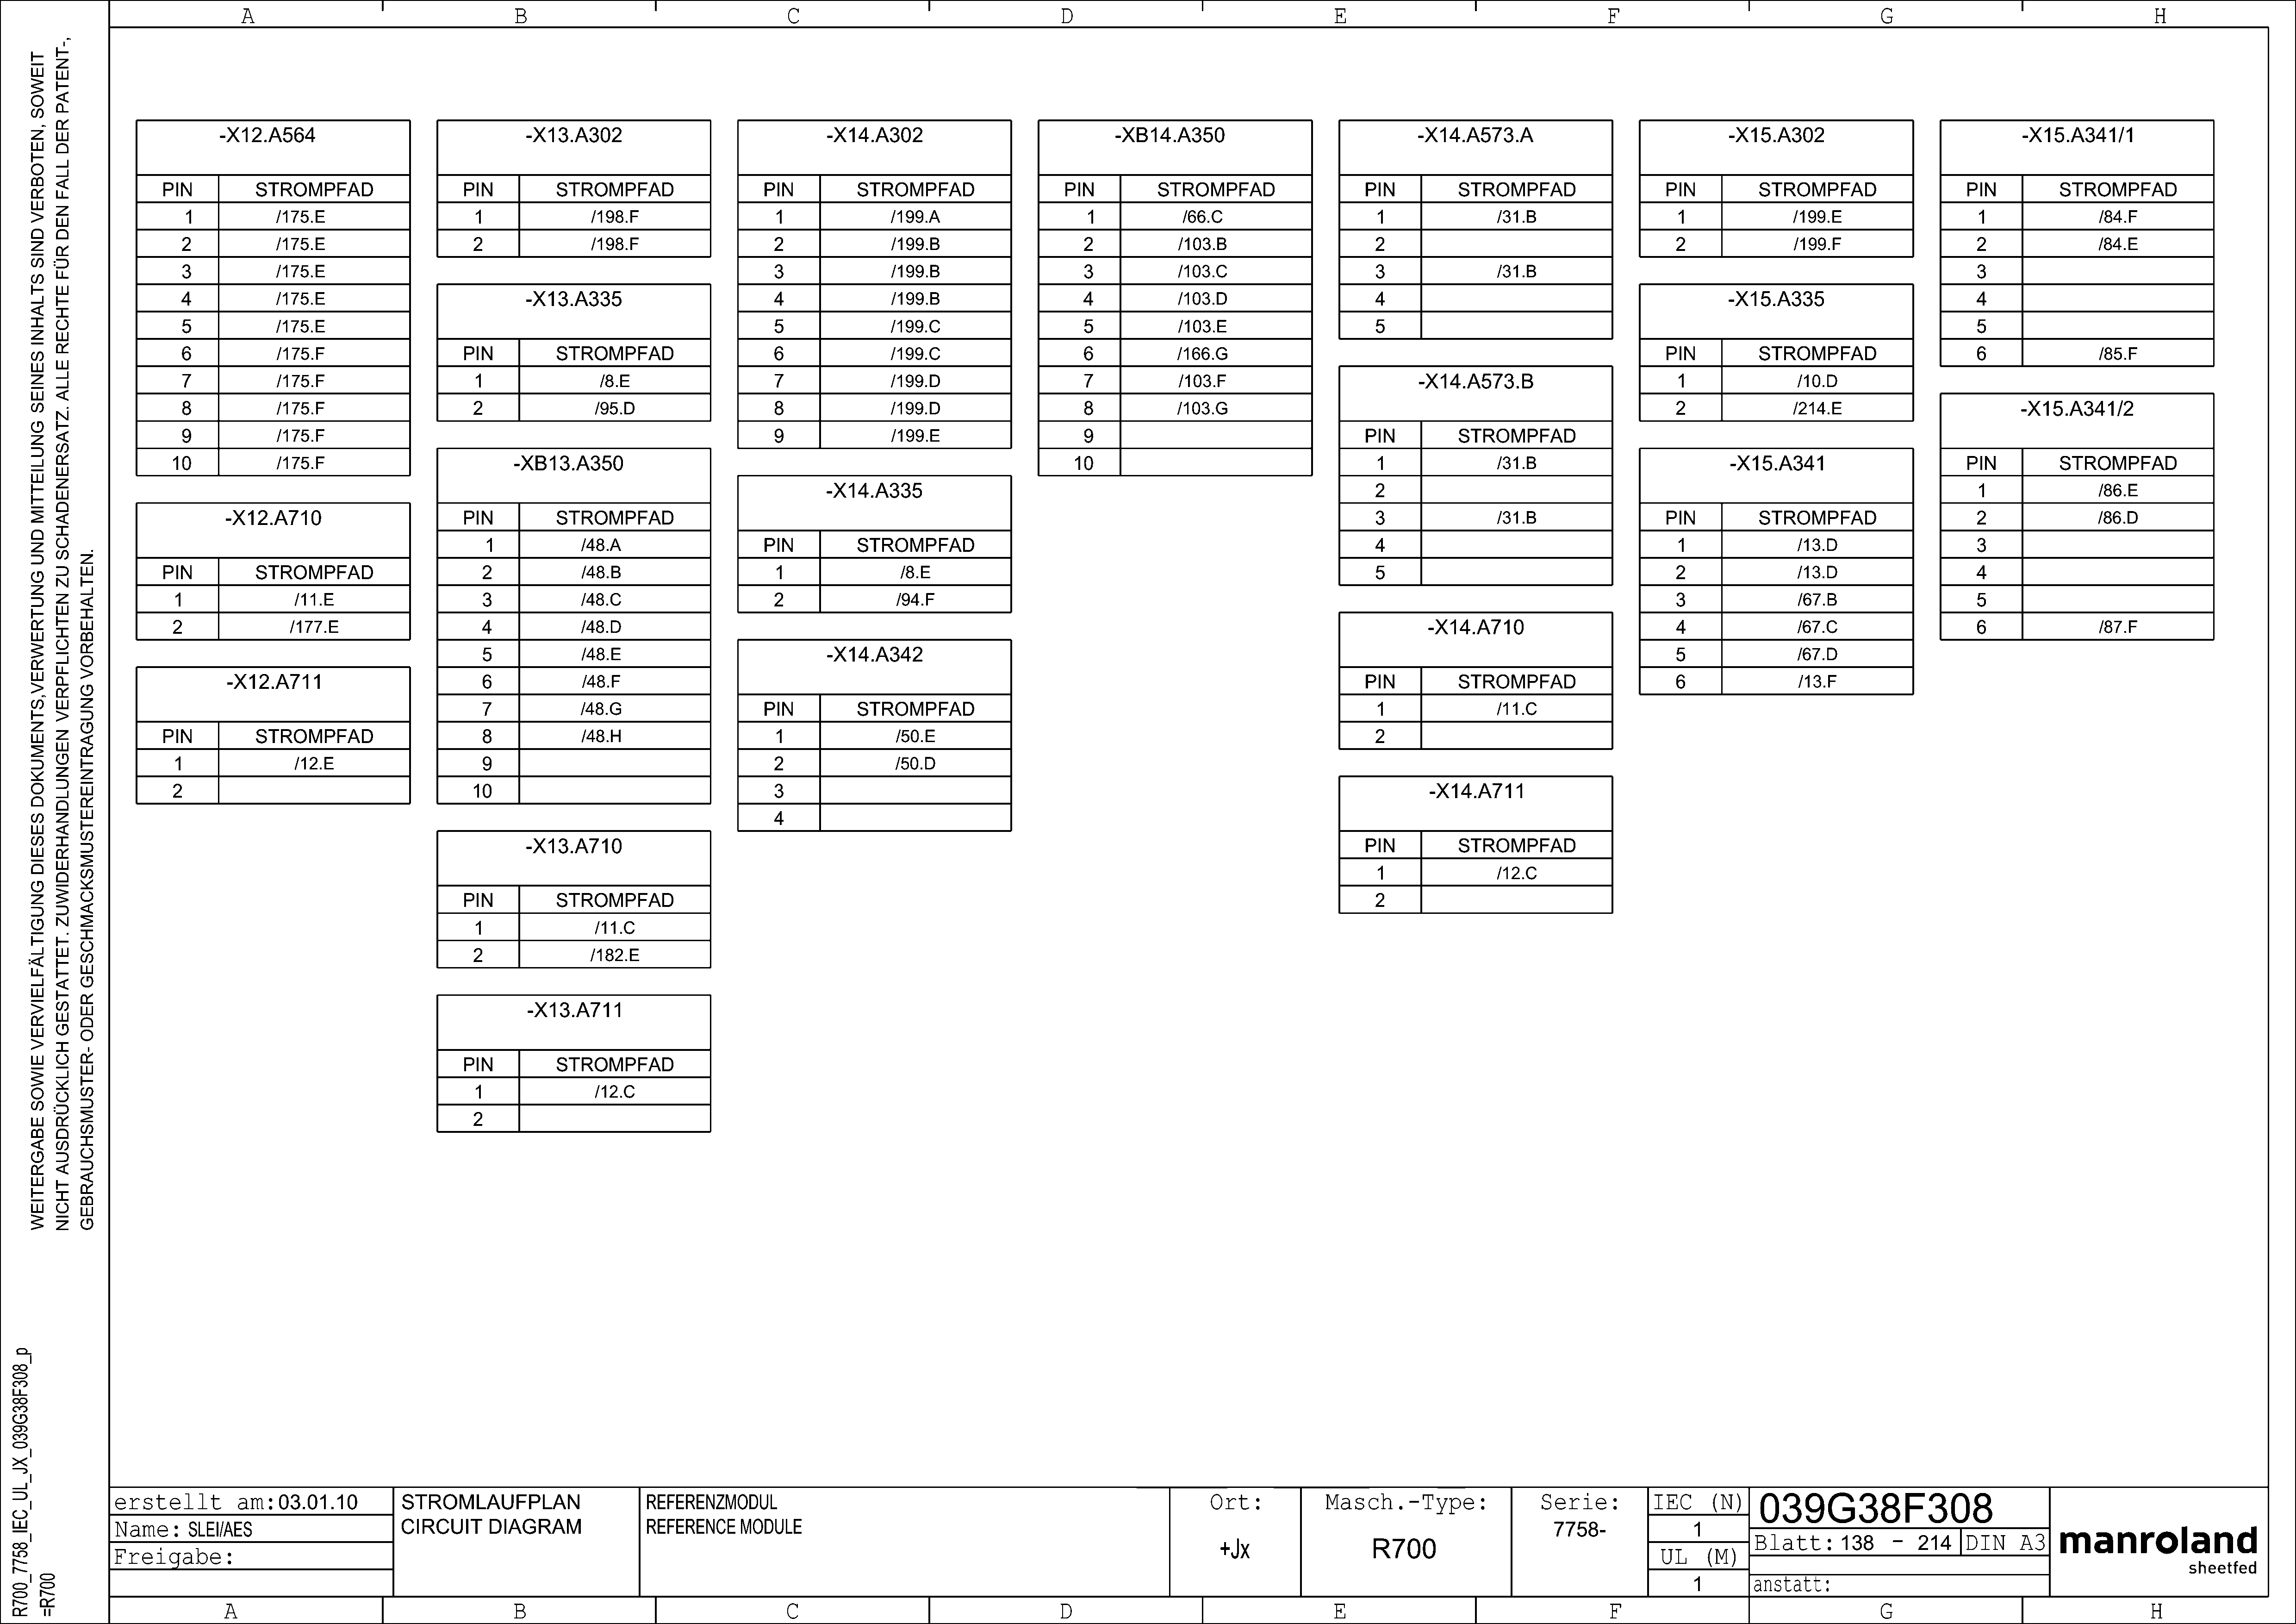 A B C D E F G H
WEITERGABE SOWIE VERVIELFÄLTIGUNG DIESES DOKUMENTS,VERWERTUNG UND MITTEILUNG SEINES INHALTS SIND VERBOTEN, SOWEIT
NICHT AUSDRÜCKLICH GESTATTET. ZUWIDERHANDLUNGEN VERPFLICHTEN ZU SCHADENERSATZ. ALLE RECHTE FÜR DEN FALL DER PATENT-,
GEBRAUCHSMUSTER- ODER GESCHMACKSMUSTEREINTRAGUNG VORBEHALTEN.
R700_7758_IEC_UL_JX_039G38F308_p
=R700
-X12.A564
PIN STROMPFAD
1 /175.E
2 /175.E
3 /175.E
4 /175.E
5 /175.E
6 /175.F
7 /175.F
8 /175.F
9 /175.F
10 /175.F
-X12.A710
PIN STROMPFAD
1 /11.E
2 /177.E
-X12.A711
PIN STROMPFAD
1 /12.E
2
-X13.A302
PIN STROMPFAD
1 /198.F
2 /198.F
-X13.A335
PIN STROMPFAD
1 /8.E
2 /95.D
-XB13.A350
PIN STROMPFAD
1 /48.A
2 /48.B
3 /48.C
4 /48.D
5 /48.E
6 /48.F
7 /48.G
8 /48.H
9
10
-X13.A710
PIN STROMPFAD
1 /11.C
2 /182.E
-X13.A711
PIN STROMPFAD
1 /12.C
2
-X14.A302
PIN STROMPFAD
1 /199.A
2 /199.B
3 /199.B
4 /199.B
5 /199.C
6 /199.C
7 /199.D
8 /199.D
9 /199.E
-X14.A335
PIN STROMPFAD
1 /8.E
2 /94.F
-X14.A342
PIN STROMPFAD
1 /50.E
2 /50.D
3
4
-XB14.A350
PIN STROMPFAD
1 /66.C
2 /103.B
3 /103.C
4 /103.D
5 /103.E
6 /166.G
7 /103.F
8 /103.G
9
10
-X14.A573.A
PIN STROMPFAD
1 /31.B
2
3 /31.B
4
5
-X14.A573.B
PIN STROMPFAD
1 /31.B
2
3 /31.B
4
5
-X14.A710
PIN STROMPFAD
1 /11.C
2
-X14.A711
PIN STROMPFAD
1 /12.C
2
-X15.A302
PIN STROMPFAD
1 /199.E
2 /199.F
-X15.A335
PIN STROMPFAD
1 /10.D
2 /214.E
-X15.A341
PIN STROMPFAD
1 /13.D
2 /13.D
3 /67.B
4 /67.C
5 /67.D
6 /13.F
-X15.A341/1
PIN STROMPFAD
1 /84.F
2 /84.E
3
4
5
6 /85.F
-X15.A341/2
PIN STROMPFAD
1 /86.E
2 /86.D
3
4
5
6 /87.F
erstellt am: 03.01.10
Name: SLEI/AES
Freigabe:
STROMLAUFPLAN
CIRCUIT DIAGRAM
REFERENZMODUL
REFERENCE MODULE
Ort:
+Jx
Masch.-Type:
R700
Serie:
7758-
IEC (N)
1
UL (M)
1
039G38F308
Blatt: 138 - 214 DIN A3
anstatt:
manroland
sheetfed
A B C D E F G H